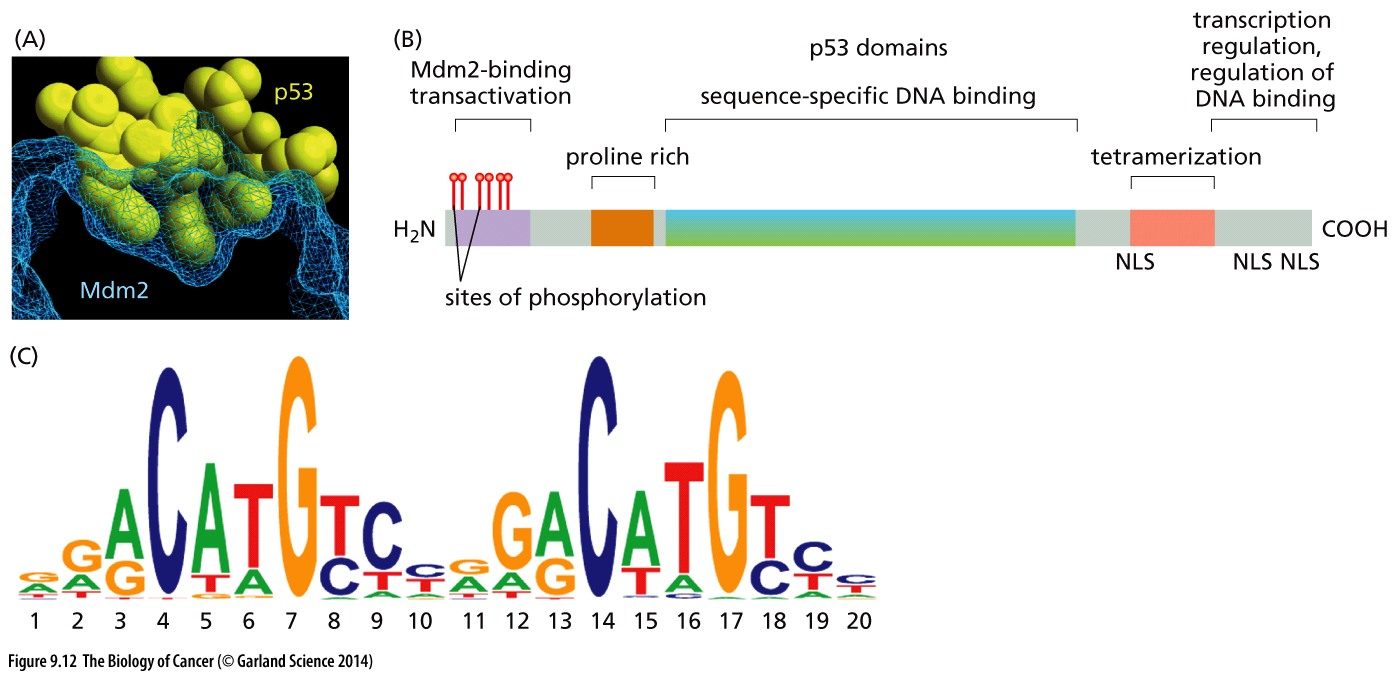 (A)
p53
Mdm2
(B)
Mdm2-binding
transactivation
p53 domains
sequence-specific DNA binding
transcription
regulation,
regulation of
DNA binding
proline rich
tetramerization
H₂N
COOH
NLS
NLS NLS
sites of phosphorylation
(C)
G G A C A T G T C C G G A C A T G T C C
A A G T A C T T A A G T A C T T
1 2 3 4 5 6 7 8 9 10 11 12 13 14 15 16 17 18 19 20
Figure 9.12 The Biology of Cancer (© Garland Science 2014)